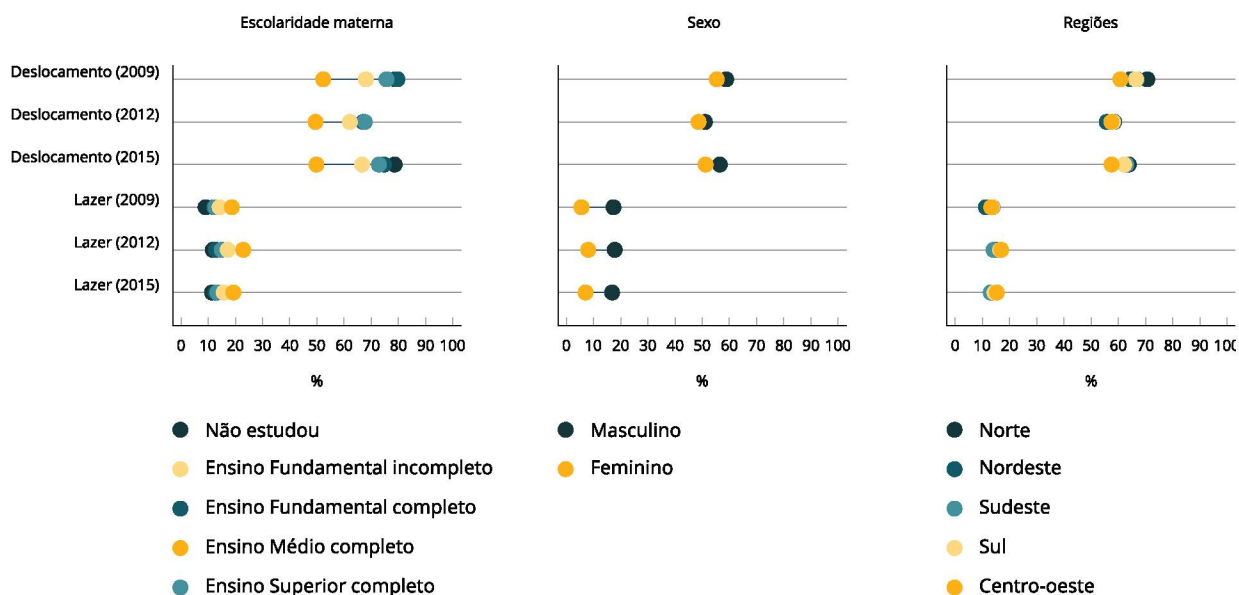 Escolaridade materna
Sexo
Regiões
Deslocamento (2009)
Deslocamento (2012)
Deslocamento (2015)
Lazer (2009)
Lazer (2012)
Lazer (2015)
0 10 20 30 40 50 60 70 80 90 100
0 10 20 30 40 50 60 70 80 90 100
0 10 20 30 40 50 60 70 80 90 100
%
%
%
Não estudou
Ensino Fundamental incompleto
Ensino Fundamental completo
Ensino Médio completo
Ensino Superior completo
Masculino
Feminino
Norte
Nordeste
Sudeste
Sul
Centro-oeste